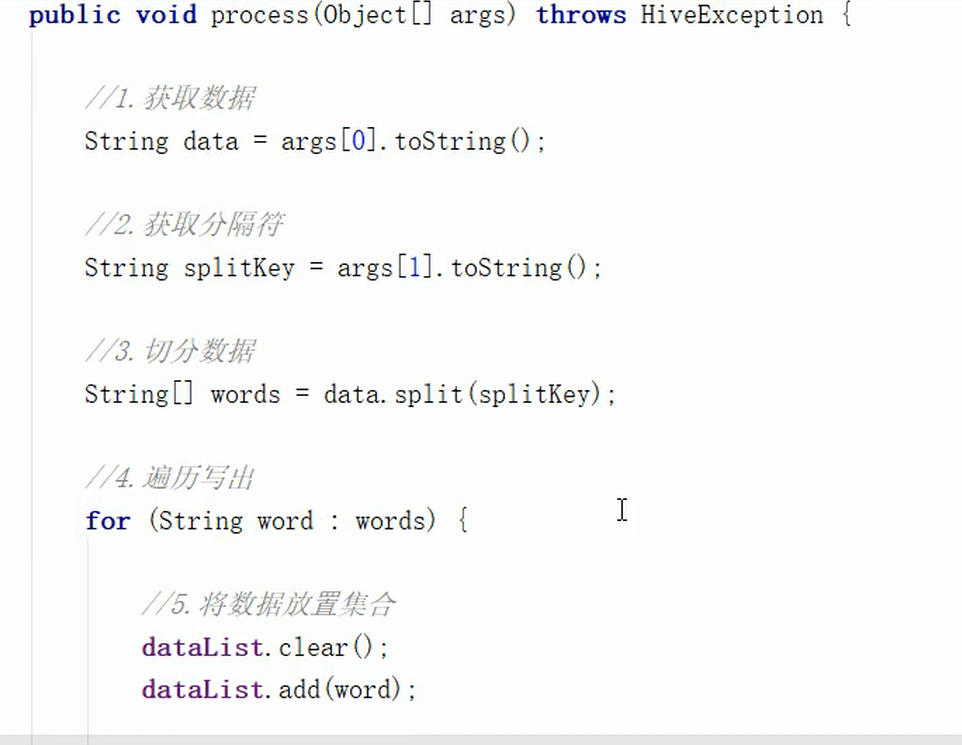 public void process(Object[] args) throws HiveException {
//1.获取数据
String data = args[0].toString();
//2.获取分隔符
String splitKey = args[1].toString();
//3.切分数据
String[] words = data.split(splitKey);
//4.遍历写出
for (String word : words) {
//5.将数据放置集合
dataList.clear();
dataList.add(word);